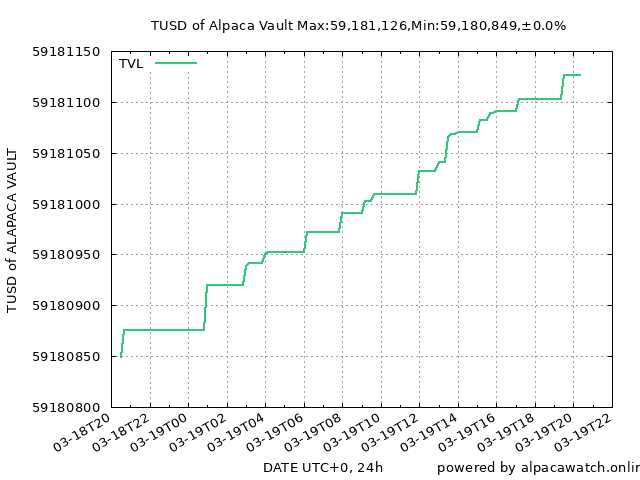 TUSD of Alpaca Vault Max:59,181,126,Min:59,180,849,±0.0%
TVL
59181150
59181100
59181050
59181000
59180950
59180900
59180850
59180800
TUSD of ALAPACA VAULT
03-18T20
03-18T22
03-19T00
03-19T02
03-19T04
03-19T06
03-19T08
03-19T10
03-19T12
03-19T14
03-19T16
03-19T18
03-19T20
03-19T22
DATE UTC+0, 24h
powered by alpacawatch.onlin